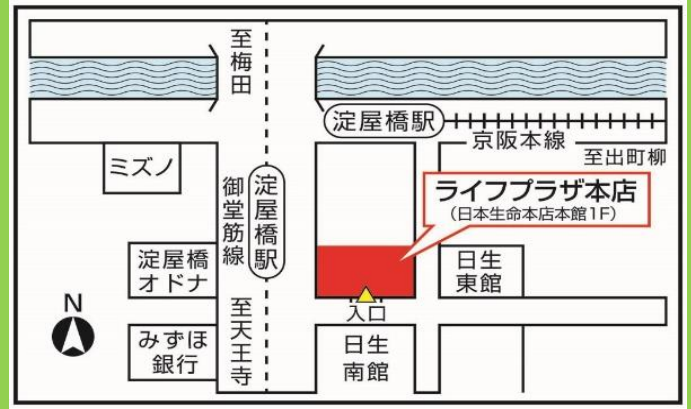 至梅田
淀屋橋駅
京阪本線
至出町柳
ミズノ
御堂筋線
淀屋橋駅
ライフプラザ本店
(日本生命本店本館1F)
淀屋橋
オドナ
日生
東館
N
至天王寺
入口
みずほ
銀行
日生
南館